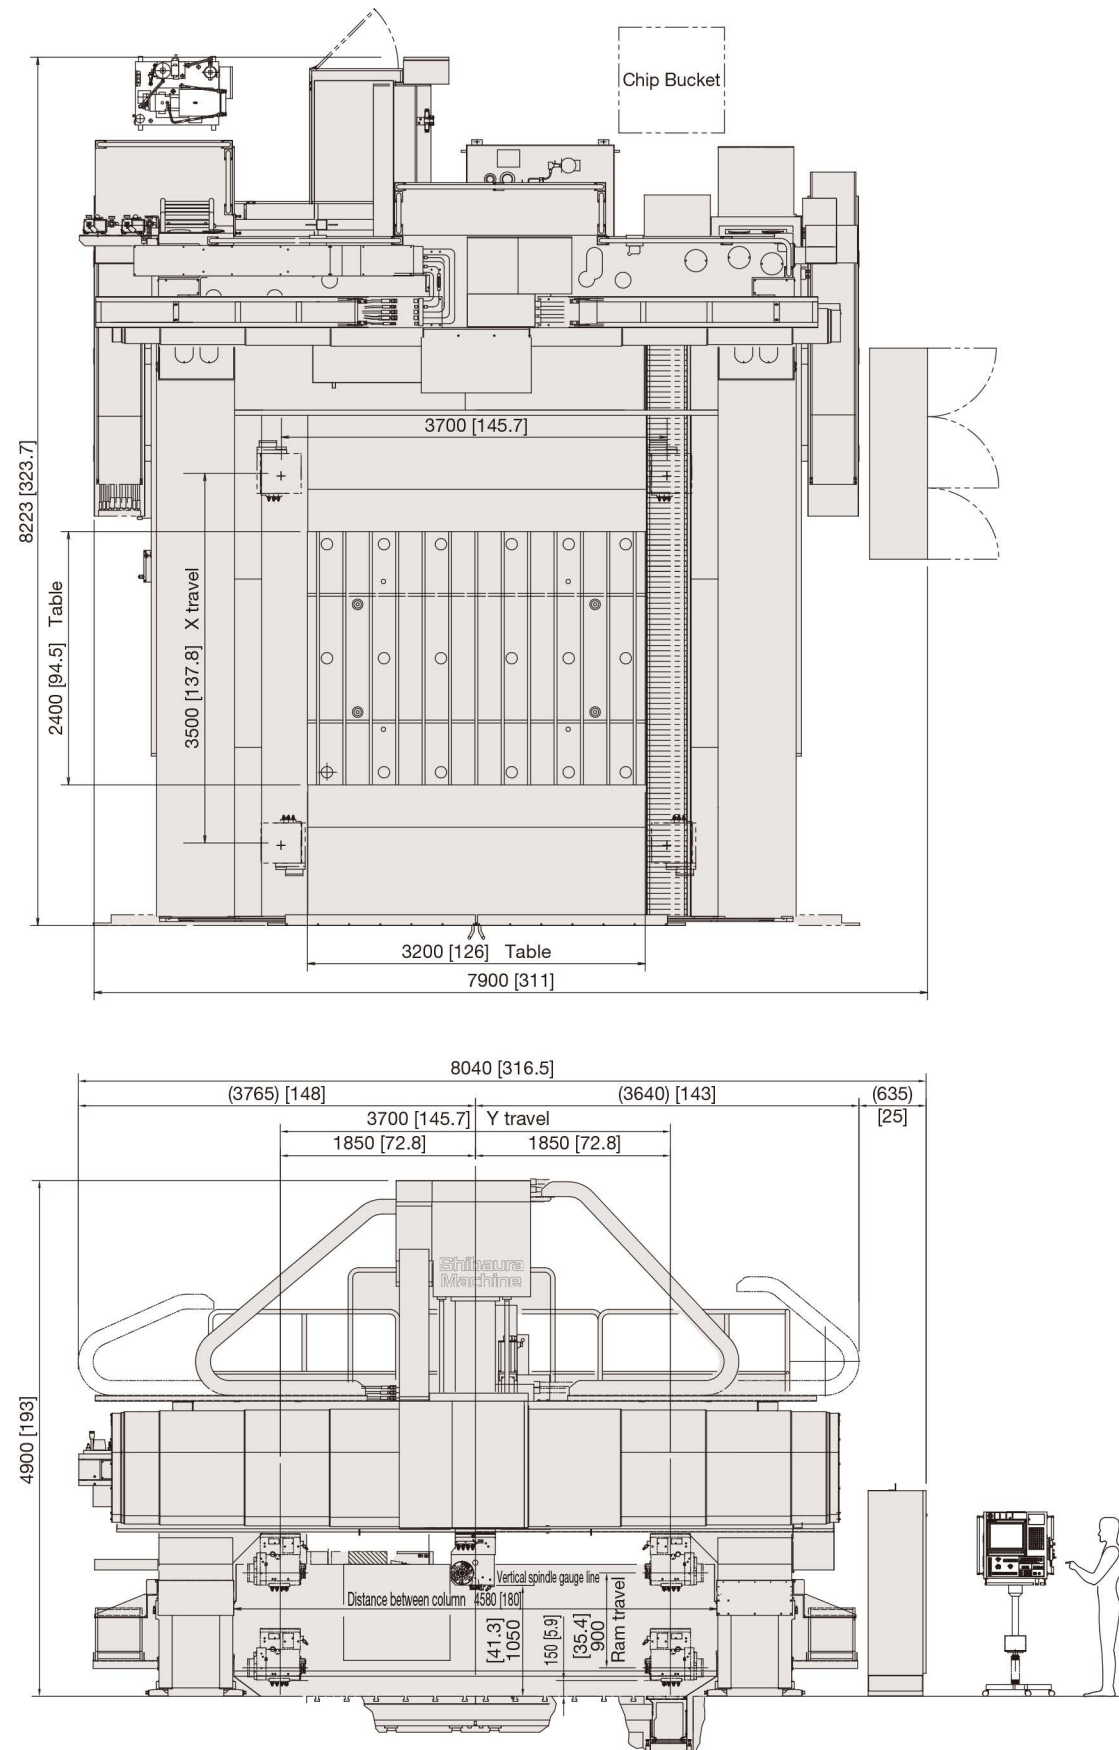 Chip Bucket
3700 [145.7]
8223 [323.7]
2400 [94.5] Table
3500 [137.8] X travel
3200 [126] Table
7900 [311]
8040 [316.5]
(3765) [148]
(3640) [143]
(635)
[25]
3700 [145.7] Y travel
1850 [72.8]
1850 [72.8]
Shibaura
Machine
4900 [193]
Vertical spindle gauge line
Distance between column 4580 [180]
[41.3]
1050
150 [5.9]
[35.4]
900
Ram travel